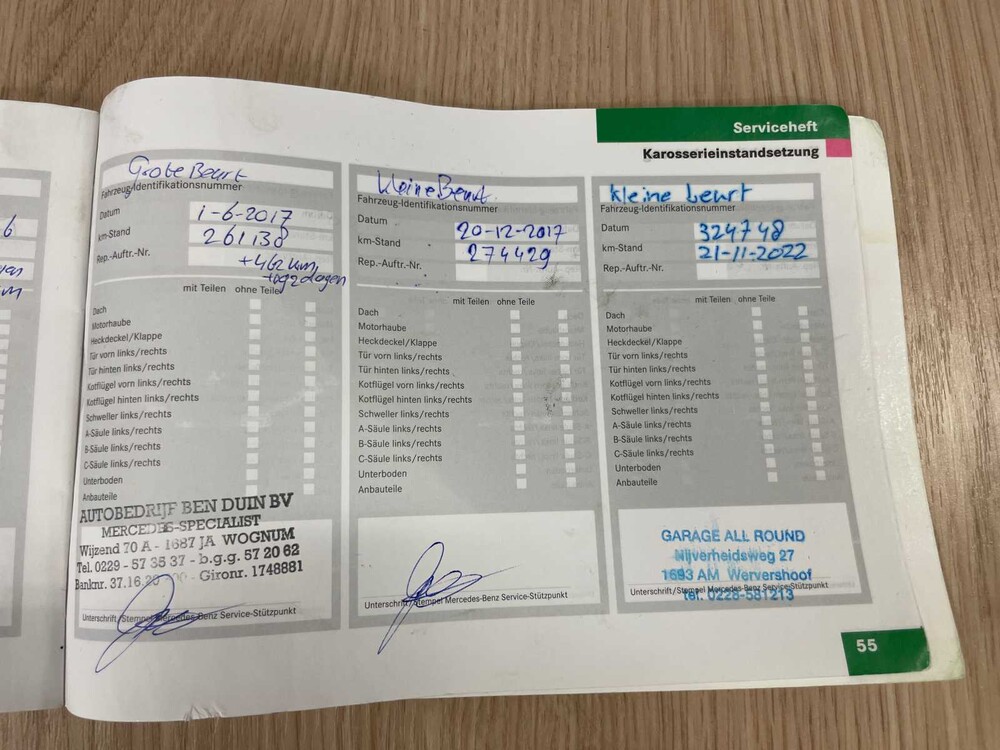 Serviceheft
Karosserieinstandsetzung
Grote Beurt
Fahrzeug-Identifikationsnummer
Datum 1-6-2017
km-Stand 261138
Rep.-Auftr.-Nr. +462 km
mit Teilen ohne Teile
Dach
Motorhaube
Heckdeckel/Klappe
Tür vorn links/rechts
Tür hinten links/rechts
Kotflügel vorn links/rechts
Kotflügel hinten links/rechts
Schweller links/rechts
A-Säule links/rechts
B-Säule links/rechts
C-Säule links/rechts
Unterboden
Anbauteile
AUTOBEDRIJF BEN DUIN BV
MERCEDES-SPECIALIST
Wijzend 70 A - 1687 JA WOGNUM
Tel. 0229 - 57 35 37 - b.g.g. 57 20 62
Banknr. 37.16.20 - Gironr. 1748881
Unterschrift/Stempel Mercedes-Benz Service-Stützpunkt
Kleine Beurt
Fahrzeug-Identifikationsnummer
Datum 20-12-2017
km-Stand 274429
Rep.-Auftr.-Nr.
mit Teilen ohne Teile
Dach
Motorhaube
Heckdeckel/Klappe
Tür vorn links/rechts
Tür hinten links/rechts
Kotflügel vorn links/rechts
Kotflügel hinten links/rechts
Schweller links/rechts
A-Säule links/rechts
B-Säule links/rechts
C-Säule links/rechts
Unterboden
Anbauteile
Unterschrift/Stempel Mercedes-Benz Service-Stützpunkt
kleine beurt
Fahrzeug-Identifikationsnummer
Datum 324748
km-Stand 21-11-2022
Rep.-Auftr.-Nr.
mit Teilen ohne Teile
Dach
Motorhaube
Heckdeckel/Klappe
Tür vorn links/rechts
Tür hinten links/rechts
Kotflügel vorn links/rechts
Kotflügel hinten links/rechts
Schweller links/rechts
A-Säule links/rechts
B-Säule links/rechts
C-Säule links/rechts
Unterboden
Anbauteile
GARAGE ALL ROUND
Nijverheidsweg 27
1693 AM Wervershoof
tel. 0228-581213
Unterschrift/Stempel Mercedes-Benz Service-Stützpunkt
55